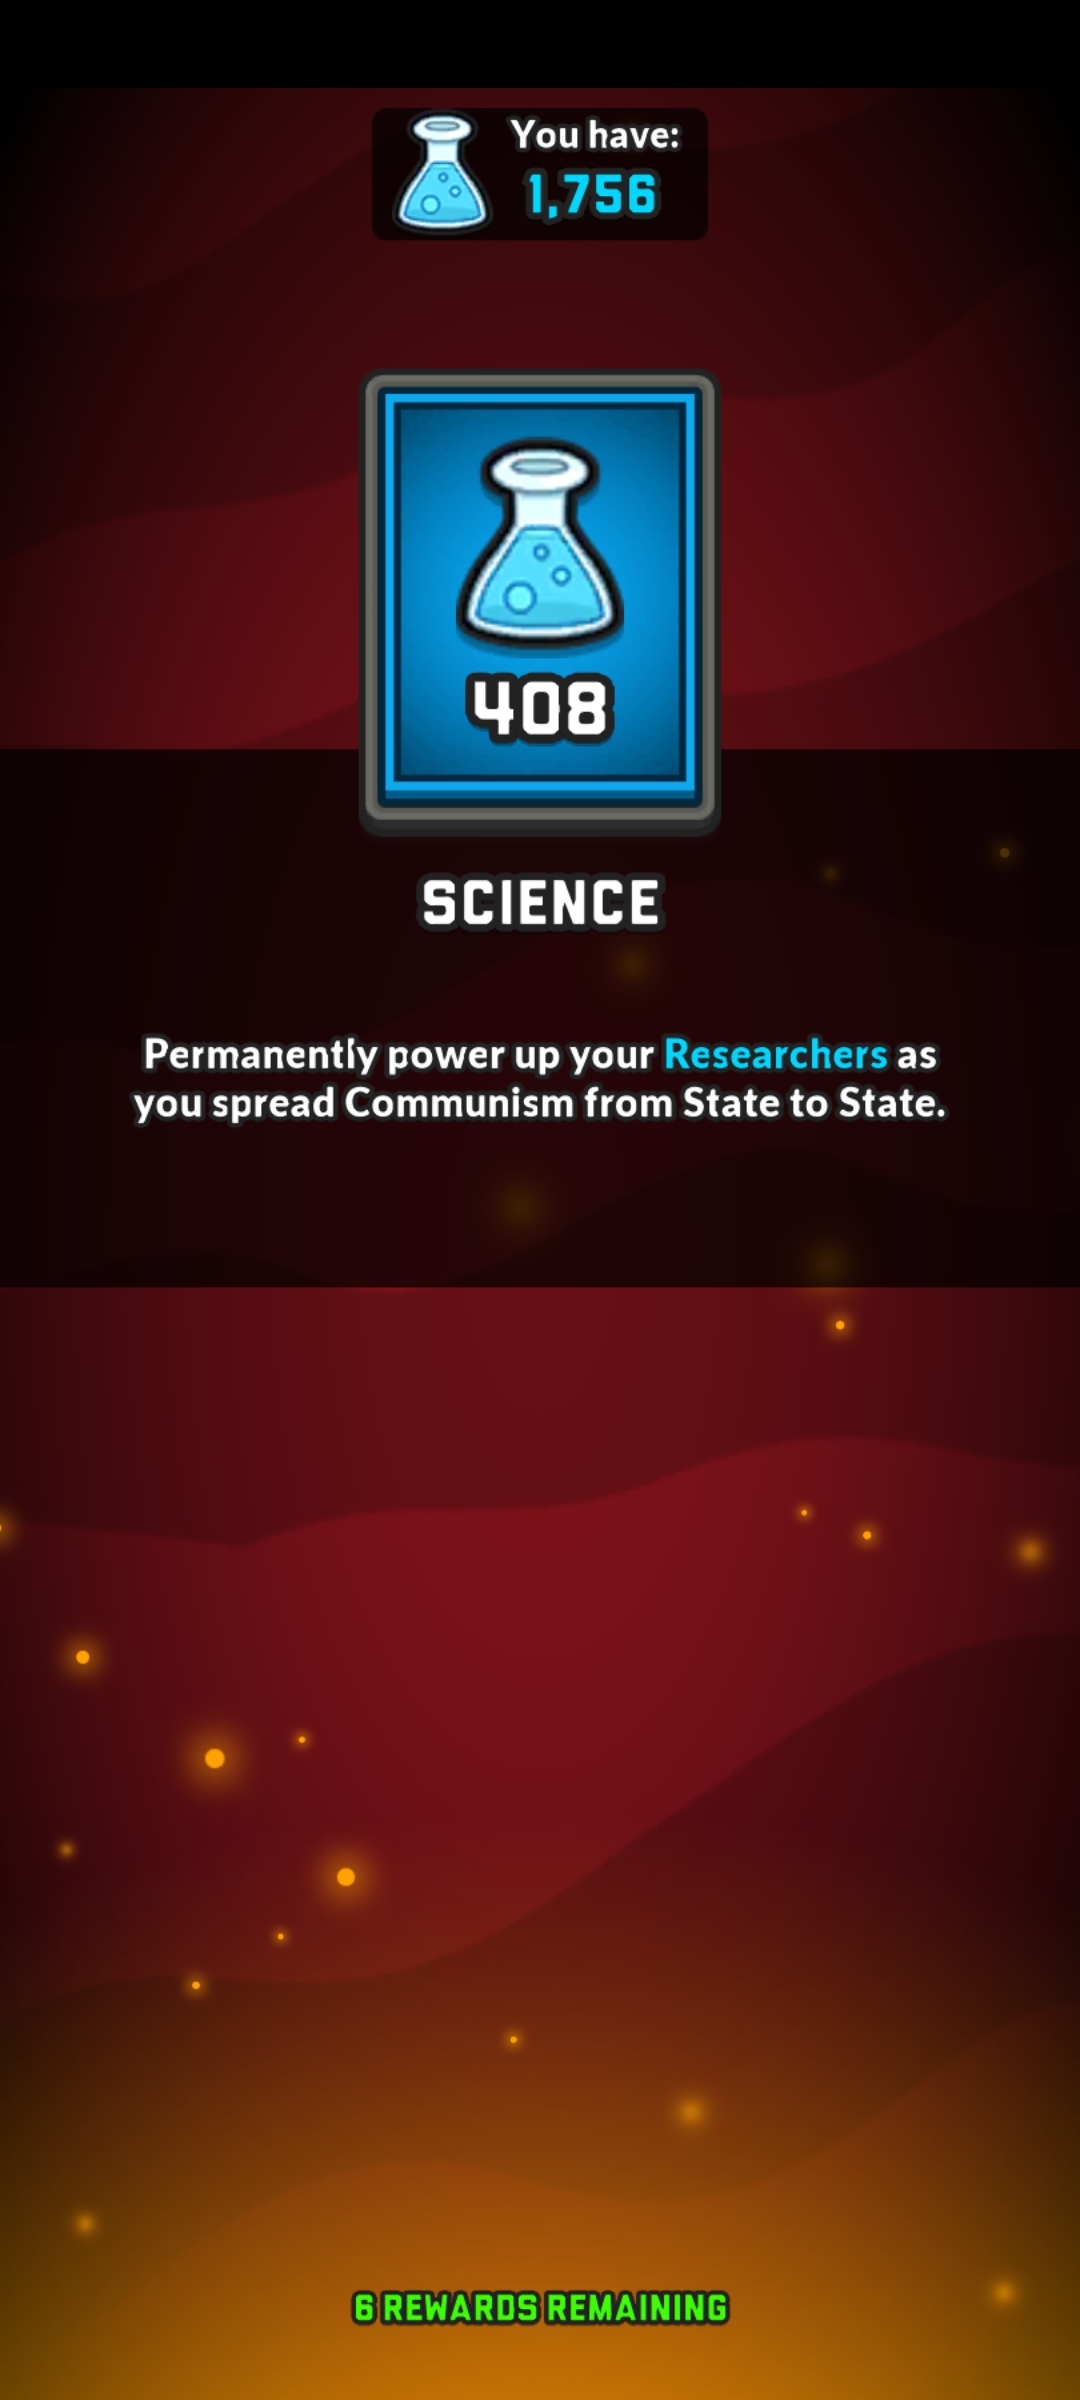 You have:
1,756
408
SCIENCE
Permanently power up your Researchers as
you spread Communism from State to State.
6 REWARDS REMAINING